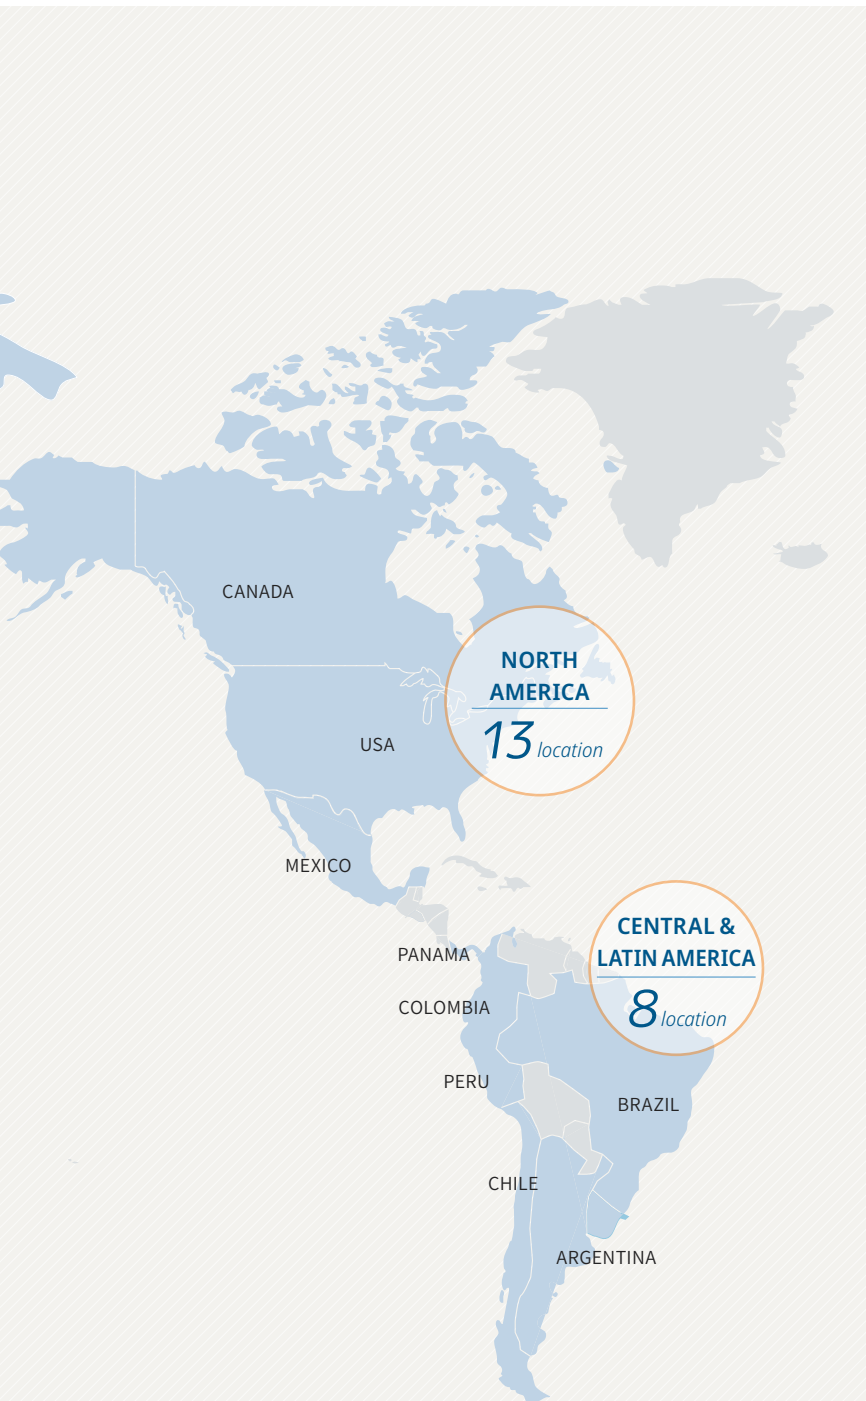 CANADA
NORTH
AMERICA
13 location
USA
MEXICO
CENTRAL &
LATIN AMERICA
8 location
PANAMA
COLOMBIA
PERU
BRAZIL
CHILE
ARGENTINA